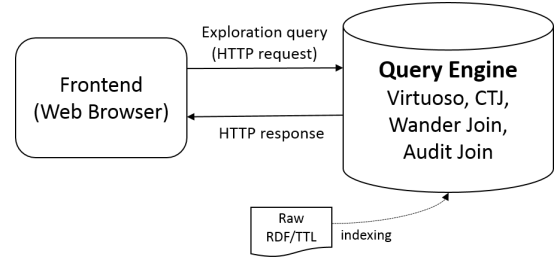 Exploration query
(HTTP request)
Frontend
(Web Browser)
HTTP response
Query Engine
Virtuoso, CTJ,
Wander Join,
Audit Join
Raw
RDF/TTL
indexing